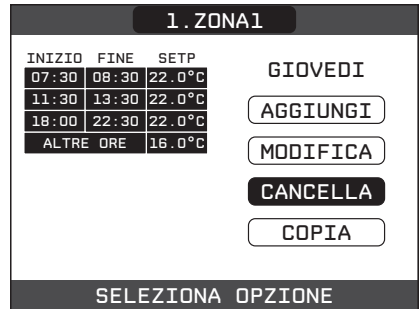 1.ZONA1
INIZIO FINE SETP
07:30 08:30 22.0°C
11:30 13:30 22.0°C
18:00 22:30 22.0°C
ALTRE ORE 16.0°C
GIOVEDI
AGGIUNGI
MODIFICA
CANCELLA
COPIA
SELEZIONA OPZIONE